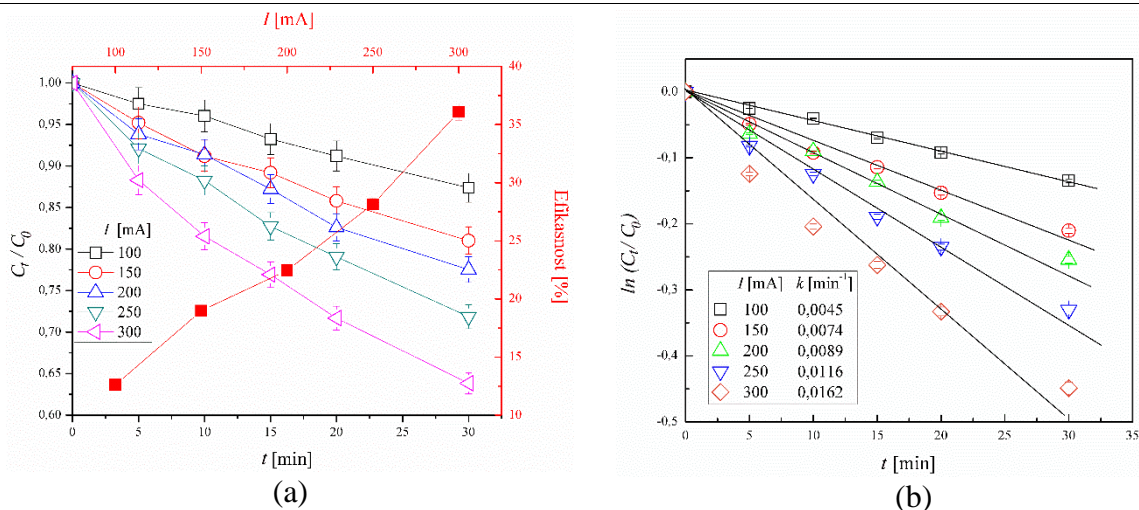 I [mA]
100 150 200 250 300
1,00
0,95
0,90
0,85
0,80
0,75
0,70
0,65
0,60
C_t / C_0
I [mA]
100
150
200
250
300
40
35
30
25
20
15
10
Efikasnost [%]
0 5 10 15 20 25 30
t [min]
(a)
0,0
-0,1
-0,2
-0,3
-0,4
-0,5
ln (C_t / C_0)
I [mA] k [min⁻¹]
100 0,0045
150 0,0074
200 0,0089
250 0,0116
300 0,0162
0 5 10 15 20 25 30 35
t [min]
(b)